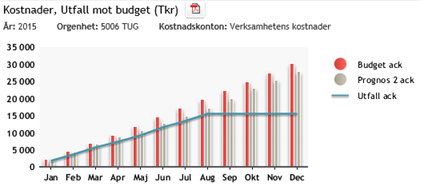 Kostnader, Utfall mot budget (Tkr)
År: 2015 Orgenhet: 5006 TUG Kostnadskonton: Verksamhetens kostnader
35 000
30 000
25 000
20 000
15 000
10 000
5 000
0
Jan Feb Mar Apr Maj Jun Jul Aug Sep Okt Nov Dec
Budget ack
Prognos 2 ack
Utfall ack